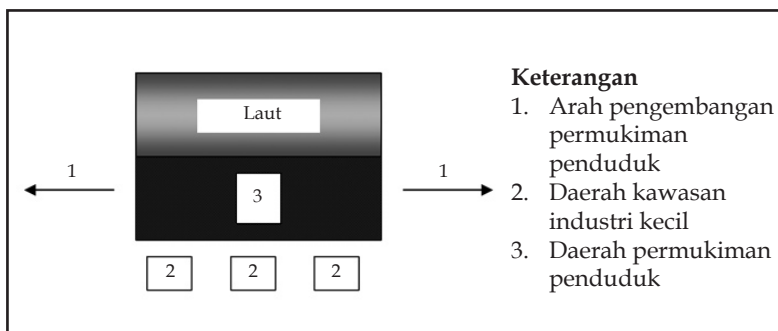 Laut
1
1
3
2
2
2
Keterangan
1. Arah pengembangan
permukiman
penduduk
2. Daerah kawasan
industri kecil
3. Daerah permukiman
penduduk